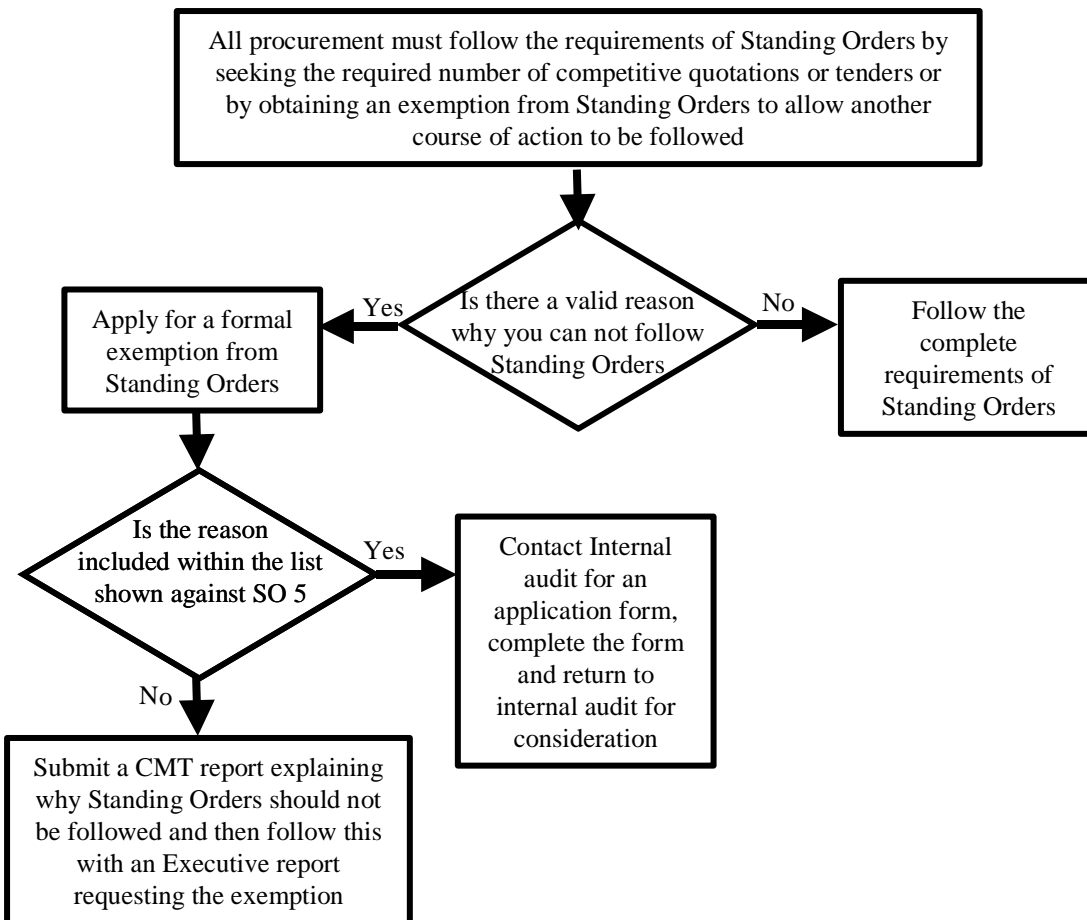 All procurement must follow the requirements of Standing Orders by
seeking the required number of competitive quotations or tenders or
by obtaining an exemption from Standing Orders to allow another
course of action to be followed
Is there a valid reason
why you can not follow
Standing Orders
Yes
No
Apply for a formal
exemption from
Standing Orders
Follow the
complete
requirements of
Standing Orders
Is the reason
included within the list
shown against SO 5
Yes
No
Contact Internal
audit for an
application form,
complete the form
and return to
internal audit for
consideration
Submit a CMT report explaining
why Standing Orders should not
be followed and then follow this
with an Executive report
requesting the exemption